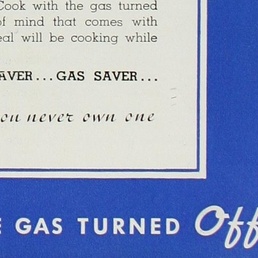 Cook with the gas turned
of mind that comes with
eal will be cooking while
AVER...GAS SAVER...
ou never own one
E GAS TURNED Off